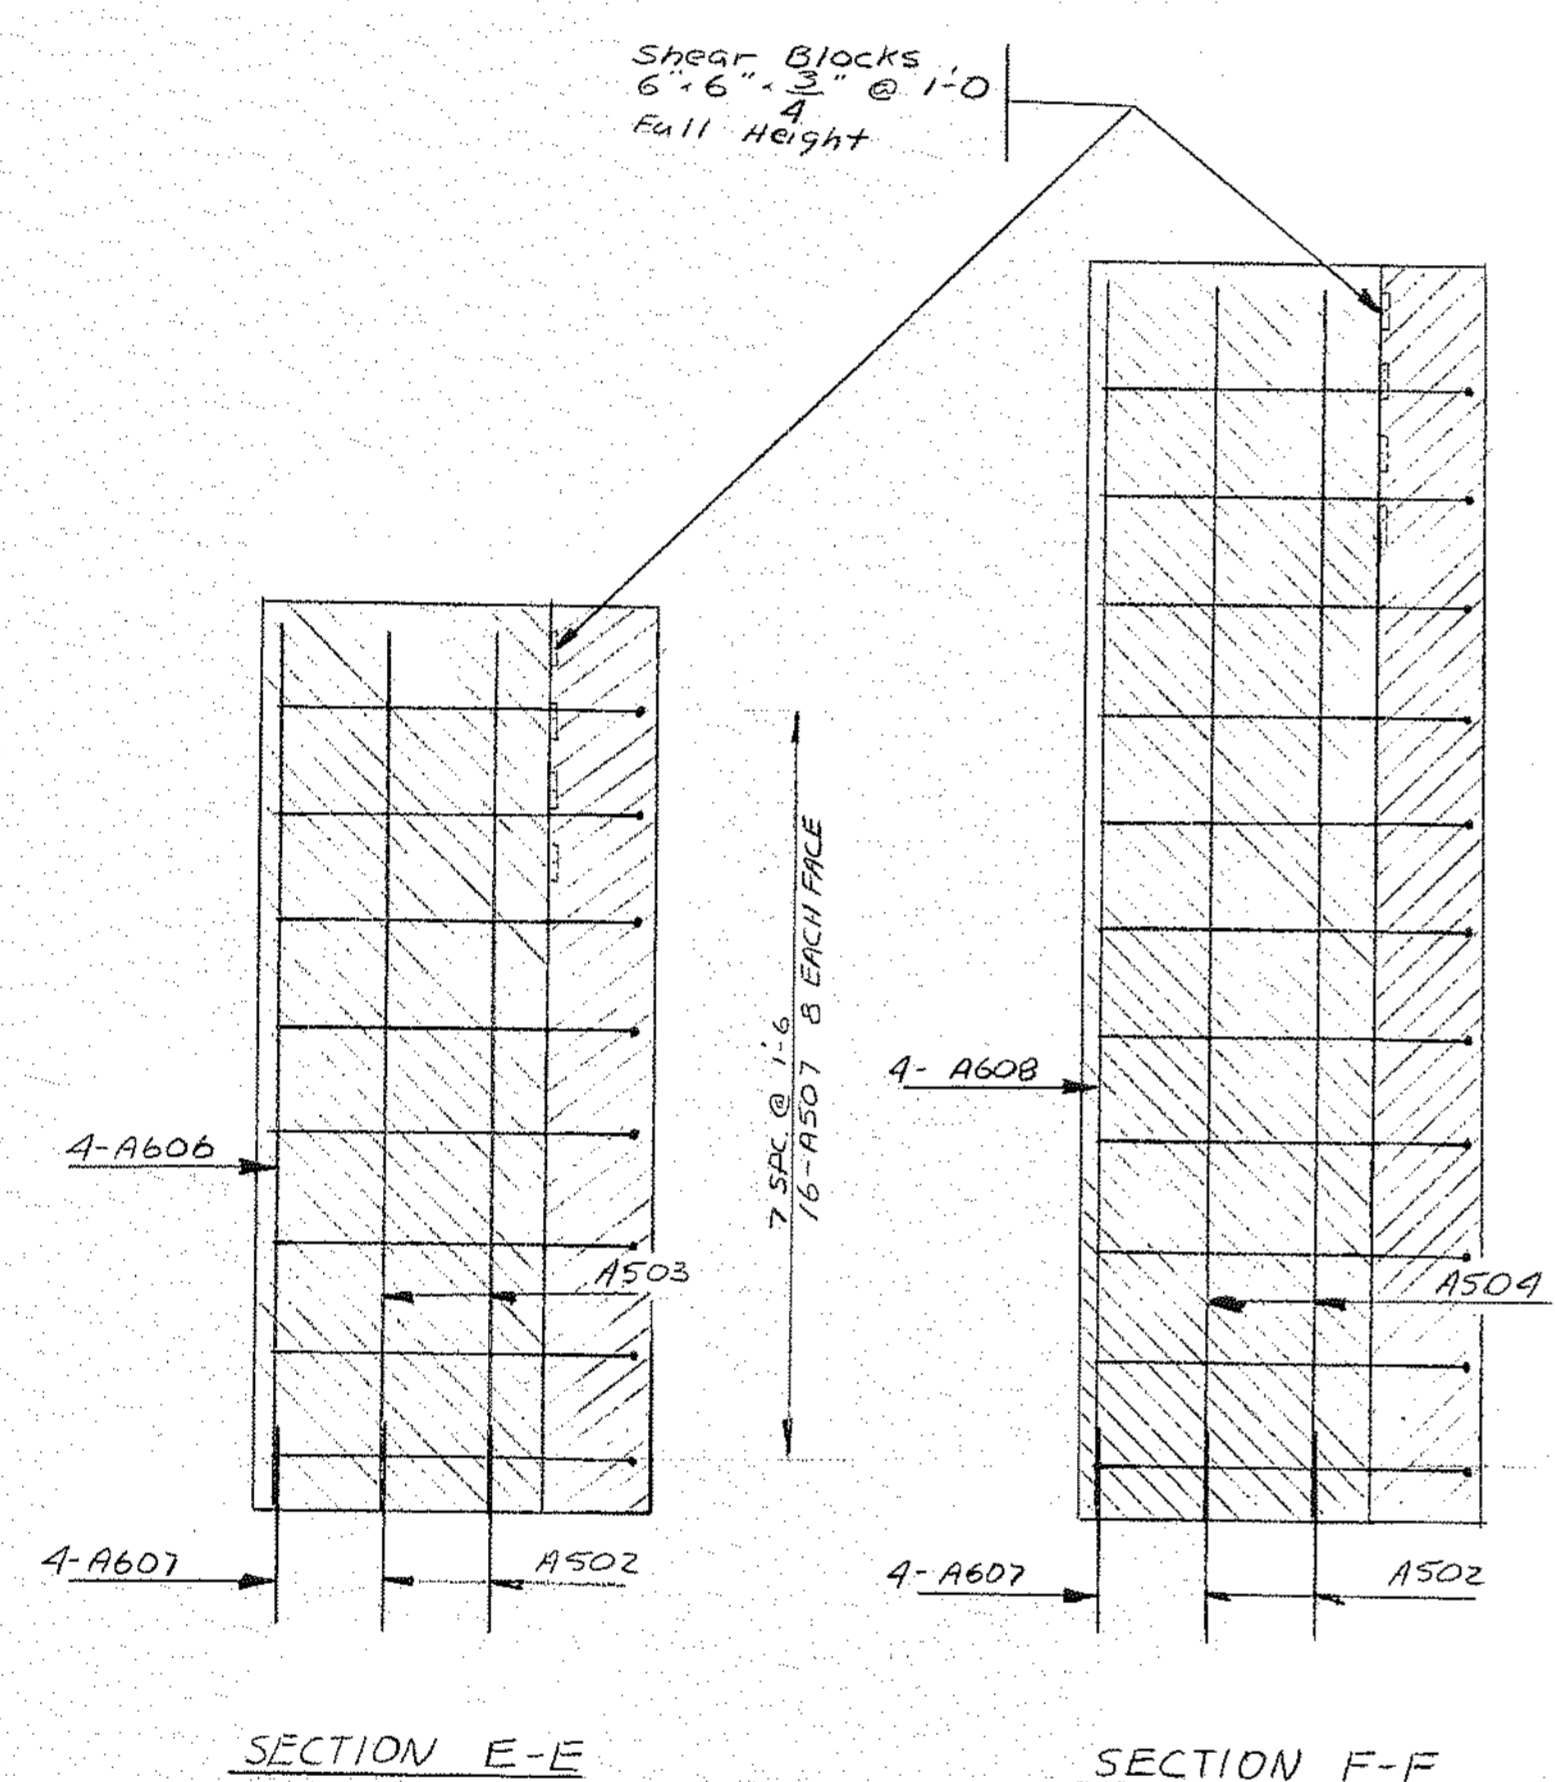 Shear Blocks
6"x6"x 3/4" @ 1'-0
Full Height
7 SPC @ 1'-6
16-A507 8 EACH FACE
4- A608
4-A606
A503
A504
4-A607
A502
4-A607
A502
SECTION E-E
SECTION F-F